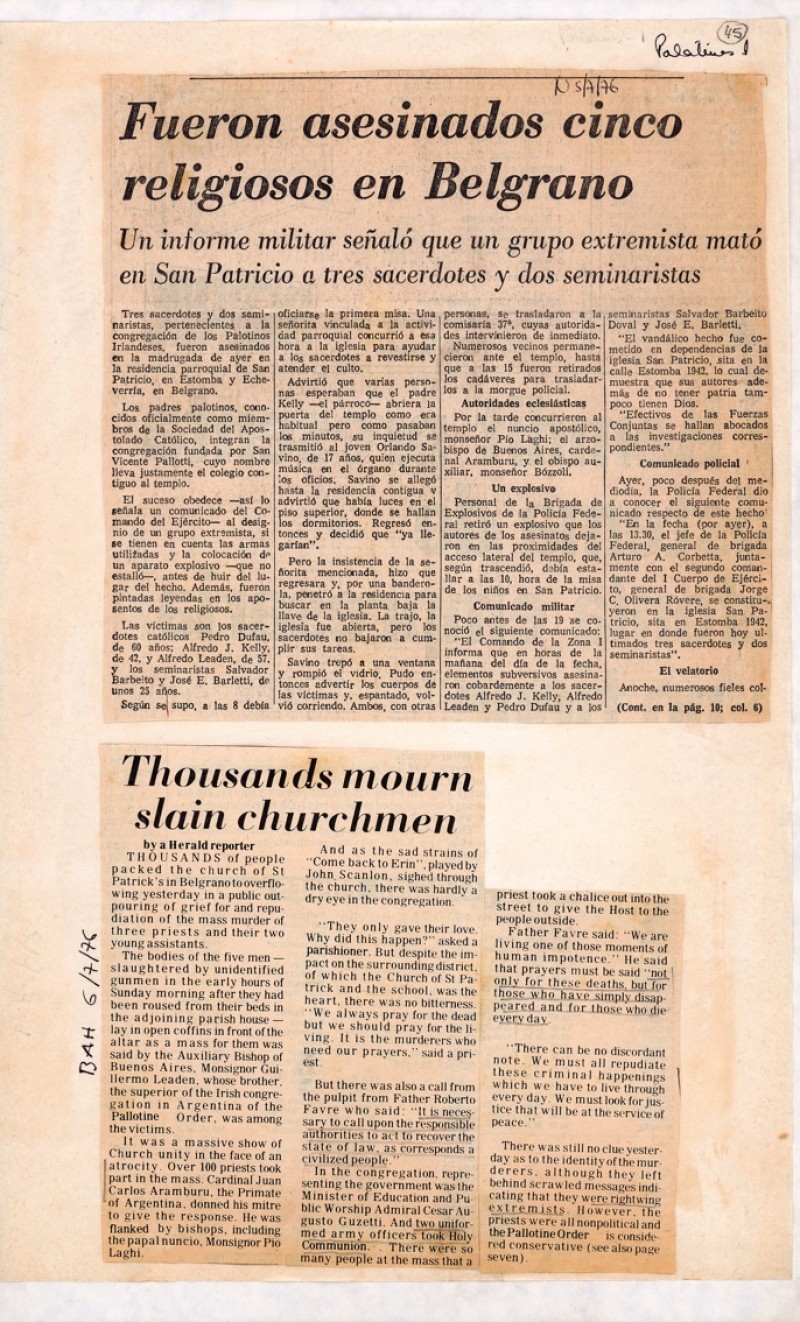 45
Palatinos I
N 5/7/76
Fueron asesinados cinco
religiosos en Belgrano
Un informe militar señaló que un grupo extremista mató
en San Patricio a tres sacerdotes y dos seminaristas
Tres sacerdotes y dos semi-
naristas, pertenecientes a la
congregación de los Palotinos
Irlandeses, fueron asesinados
en la madrugada de ayer en
la residencia parroquial de San
Patricio, en Estomba y Eche-
verría, en Belgrano.
Los padres palotinos, cono-
cidos oficialmente como miem-
bros de la Sociedad del Apos-
tolado Católico, integran la
congregación fundada por San
Vicente Pallotti, cuyo nombre
lleva justamente el colegio con-
tiguo al templo.
El suceso obedece —así lo
señala un comunicado del Co-
mando del Ejército— al desig-
nio de un grupo extremista, si
se tienen en cuenta las armas
utilizadas y la colocación de
un aparato explosivo —que no
estalló—, antes de huir del lu-
gar del hecho. Además, fueron
pintadas leyendas en los apo-
sentos de los religiosos.
Las víctimas son los sacer-
dotes católicos Pedro Dufau,
de 60 años; Alfredo J. Kelly,
de 42, y Alfredo Leaden, de 57,
y los seminaristas Salvador
Barbeito y José E. Barletti, de
unos 25 años.
Según se supo, a las 8 debía
oficiarse la primera misa. Una
señorita vinculada a la activi-
dad parroquial concurrió a esa
hora a la iglesia para ayudar
a los sacerdotes a revestirse y
atender el culto.
Advirtió que varias perso-
nas esperaban que el padre
Kelly —el párroco— abriera la
puerta del templo como era
habitual pero como pasaban
los minutos, su inquietud se
trasmitió al joven Orlando Sa-
vino, de 17 años, quien ejecuta
música en el órgano durante
los oficios. Savino se allegó
hasta la residencia contigua y
advirtió que había luces en el
piso superior, donde se hallan
los dormitorios. Regresó en-
tonces y decidió que "ya lle-
garían".
Pero la insistencia de la se-
ñorita mencionada, hizo que
regresara y, por una bandero-
la, penetró a la residencia para
buscar en la planta baja la
llave de la iglesia. La trajo, la
iglesia fue abierta, pero los
sacerdotes no bajaron a cum-
plir sus tareas.
Savino trepó a una ventana
y rompió el vidrio. Pudo en-
tonces advertir los cuerpos de
las víctimas y, espantado, vol-
vió corriendo. Ambos, con otras
personas, se trasladaron a la
comisaría 37ª, cuyas autorida-
des intervinieron de inmediato.
Numerosos vecinos permane-
cieron ante el templo, hasta
que a las 15 fueron retirados
los cadáveres para trasladar-
los a la morgue policial.
Autoridades eclesiásticas
Por la tarde concurrieron al
templo el nuncio apostólico,
monseñor Pío Laghi; el arzo-
bispo de Buenos Aires, carde-
nal Aramburu, y el obispo au-
xiliar, monseñor Bózzoli.
Un explosivo
Personal de la Brigada de
Explosivos de la Policía Fede-
ral retiró un explosivo que los
autores de los asesinatos deja-
ron en las proximidades del
acceso lateral del templo, que,
según trascendió, debía esta-
llar a las 10, hora de la misa
de los niños en San Patricio.
Comunicado militar
Poco antes de las 19 se co-
noció el siguiente comunicado:
"El Comando de la Zona I
informa que en horas de la
mañana del día de la fecha,
elementos subversivos asesina-
ron cobardemente a los sacer-
dotes Alfredo J. Kelly, Alfredo
Leaden y Pedro Dufau y a los
seminaristas Salvador Barbeito
Doval y José E. Barletti.
"El vandálico hecho fue co-
metido en dependencias de la
iglesia San Patricio, sita en la
calle Estomba 1942, lo cual de-
muestra que sus autores ade-
más de no tener patria tam-
poco tienen Dios.
"Efectivos de las Fuerzas
Conjuntas se hallan abocados
a las investigaciones corres-
pondientes."
Comunicado policial
Ayer, poco después del me-
diodía, la Policía Federal dio
a conocer el siguiente comu-
nicado respecto de este hecho
"En la fecha (por ayer), a
las 13.30, el jefe de la Policía
Federal, general de brigada
Arturo A. Corbetta, junta-
mente con el segundo coman-
dante del I Cuerpo de Ejérci-
to, general de brigada Jorge
C. Olivera Róvere, se constitu-
yeron en la iglesia San Pa-
tricio, sita en Estomba 1942,
lugar en donde fueron hoy ul-
timados tres sacerdotes y dos
seminaristas".
El velatorio
Anoche, numerosos fieles col-
(Cont. en la pág. 10; col. 6)
BAH 6/7/76
Thousands mourn
slain churchmen
by a Herald reporter
THOUSANDS of people
packed the church of St
Patrick's in Belgrano to overflo-
wing yesterday in a public out-
pouring of grief for and repu-
diation of the mass murder of
three priests and their two
young assistants.
The bodies of the five men —
slaughtered by unidentified
gunmen in the early hours of
Sunday morning after they had
been roused from their beds in
the adjoining parish house —
lay in open coffins in front of the
altar as a mass for them was
said by the Auxiliary Bishop of
Buenos Aires, Monsignor Gui-
llermo Leaden, whose brother,
the superior of the Irish congre-
gation in Argentina of the
Pallotine Order, was among
the victims.
It was a massive show of
Church unity in the face of an
atrocity. Over 100 priests took
part in the mass. Cardinal Juan
Carlos Aramburu, the Primate
of Argentina, donned his mitre
to give the response. He was
flanked by bishops, including
the papal nuncio, Monsignor Pio
Laghi.
And as the sad strains of
"Come back to Erin", played by
John Scanlon, sighed through
the church, there was hardly a
dry eye in the congregation.
"They only gave their love.
Why did this happen?" asked a
parishioner. But despite the im-
pact on the surrounding district,
of which the Church of St Pa-
trick and the school, was the
heart, there was no bitterness.
"We always pray for the dead
but we should pray for the li-
ving. It is the murderers who
need our prayers," said a pri-
est.
But there was also a call from
the pulpit from Father Roberto
Favre who said: "It is neces-
sary to call upon the responsible
authorities to act to recover the
state of law, as corresponds a
civilized people."
In the congregation, repre-
senting the government was the
Minister of Education and Pu-
blic Worship Admiral Cesar Au-
gusto Guzetti. And two unifor-
med army officers took Holy
Communion. . There were so
many people at the mass that a
priest took a chalice out into the
street to give the Host to the
people outside.
Father Favre said: "We are
living one of those moments of
human impotence." He said
that prayers must be said "not
only for these deaths, but for
those who have simply disap-
peared and for those who die
every day.
"There can be no discordant
note. We must all repudiate
these criminal happenings
which we have to live through
every day. We must look for jus-
tice that will be at the service of
peace."
There was still no clue yester-
day as to the identity of the mur-
derers, although they left
behind scrawled messages indi-
cating that they were rightwing
extremists. However, the
priests were all nonpolitical and
the Pallotine Order is conside-
red conservative (see also page
seven).